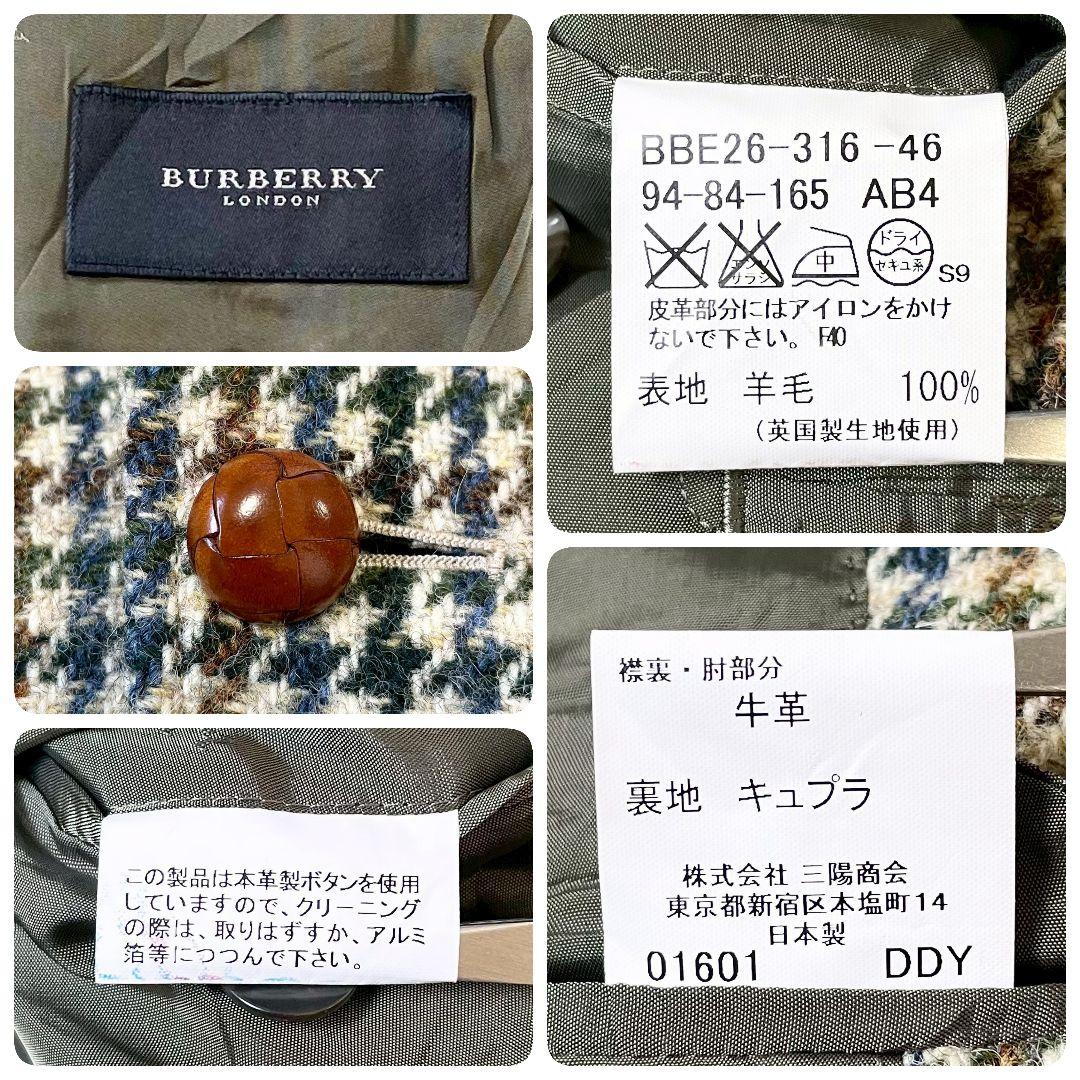 BURBERRY
LONDON
BBE26-316-46
94-84-165 AB4
エンソ
サラシ
中
ドライ
セキユ系
S9
皮革部分にはアイロンをかけ
ないで下さい。 F40
表地 羊毛 100%
(英国製生地使用)
この製品は本革製ボタンを使用
していますので、クリーニング
の際は、取りはずすか、アルミ
箔等につつんで下さい。
襟裏・肘部分
牛革
裏地 キュプラ
株式会社 三陽商会
東京都新宿区本塩町14
日本製
01601 DDY